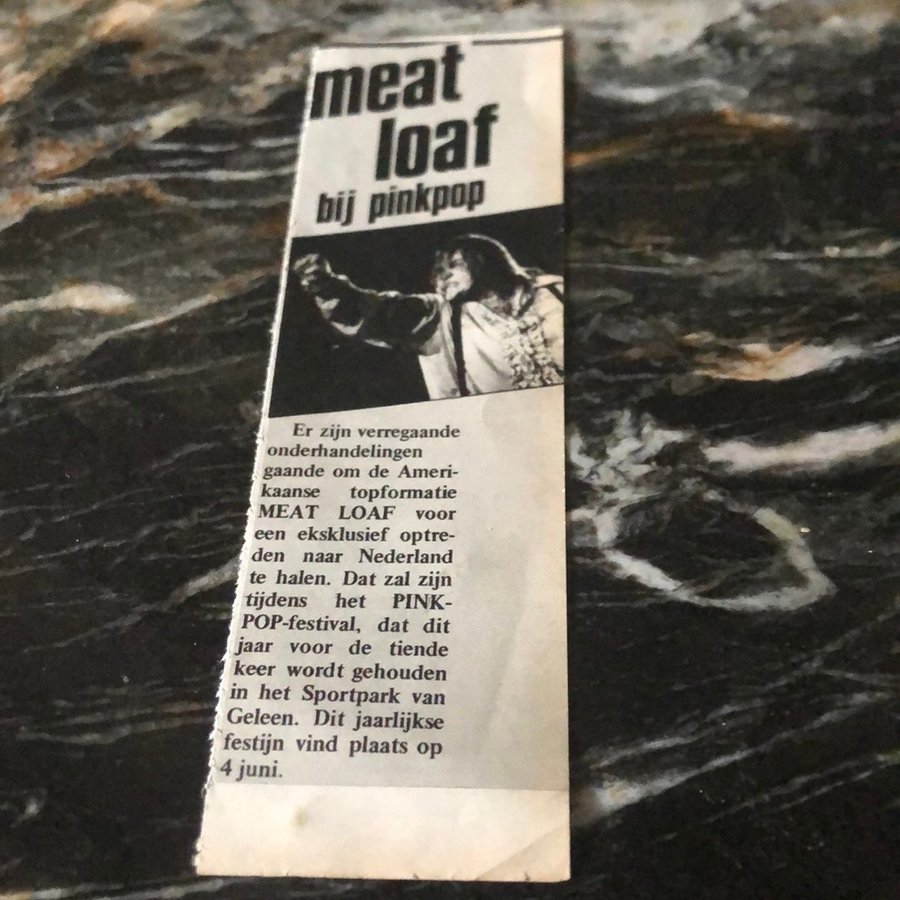 meat
loaf
bij pinkpop
Er zijn verregaande
onderhandelingen
gaande om de Ameri-
kaanse topformatie
MEAT LOAF voor
een eksklusief optre-
den naar Nederland
te halen. Dat zal zijn
tijdens het PINK-
POP-festival, dat dit
jaar voor de tiende
keer wordt gehouden
in het Sportpark van
Geleen. Dit jaarlijkse
festijn vind plaats op
4 juni.